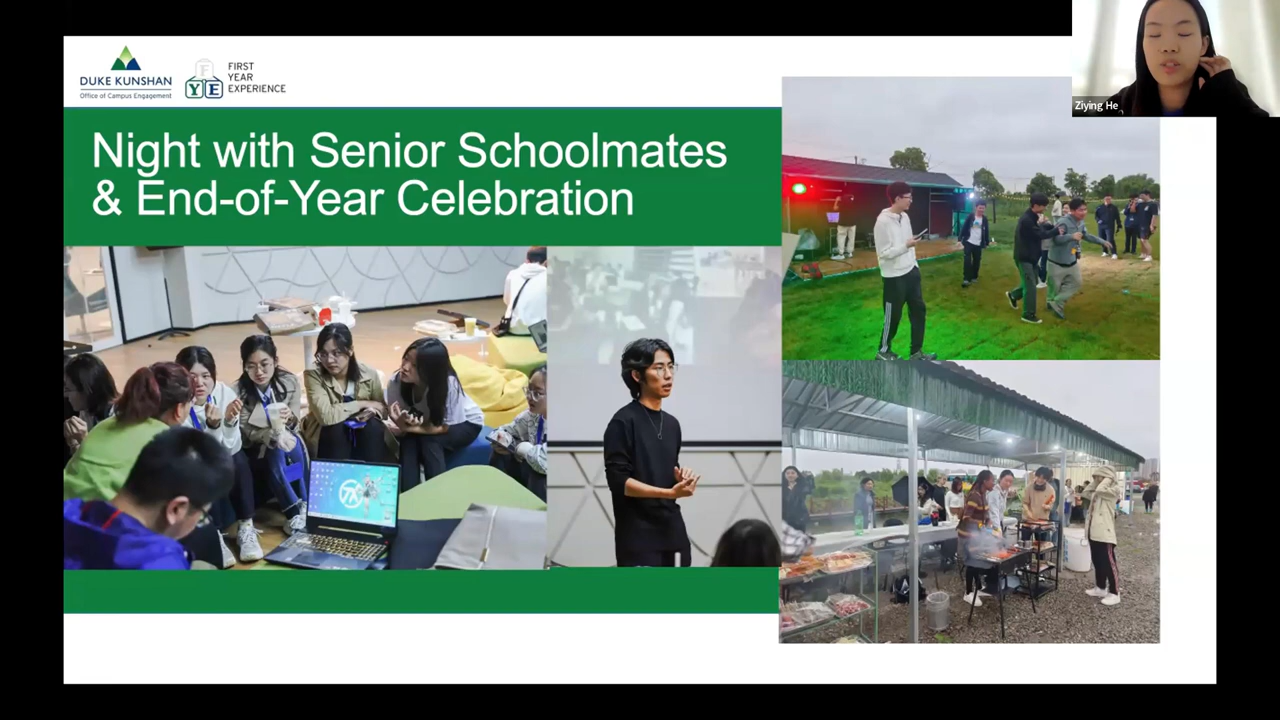 DUKE KUNSHAN
Office of Campus Engagement
F
Y E
FIRST
YEAR
EXPERIENCE
Night with Senior Schoolmates
& End-of-Year Celebration
Ziying He